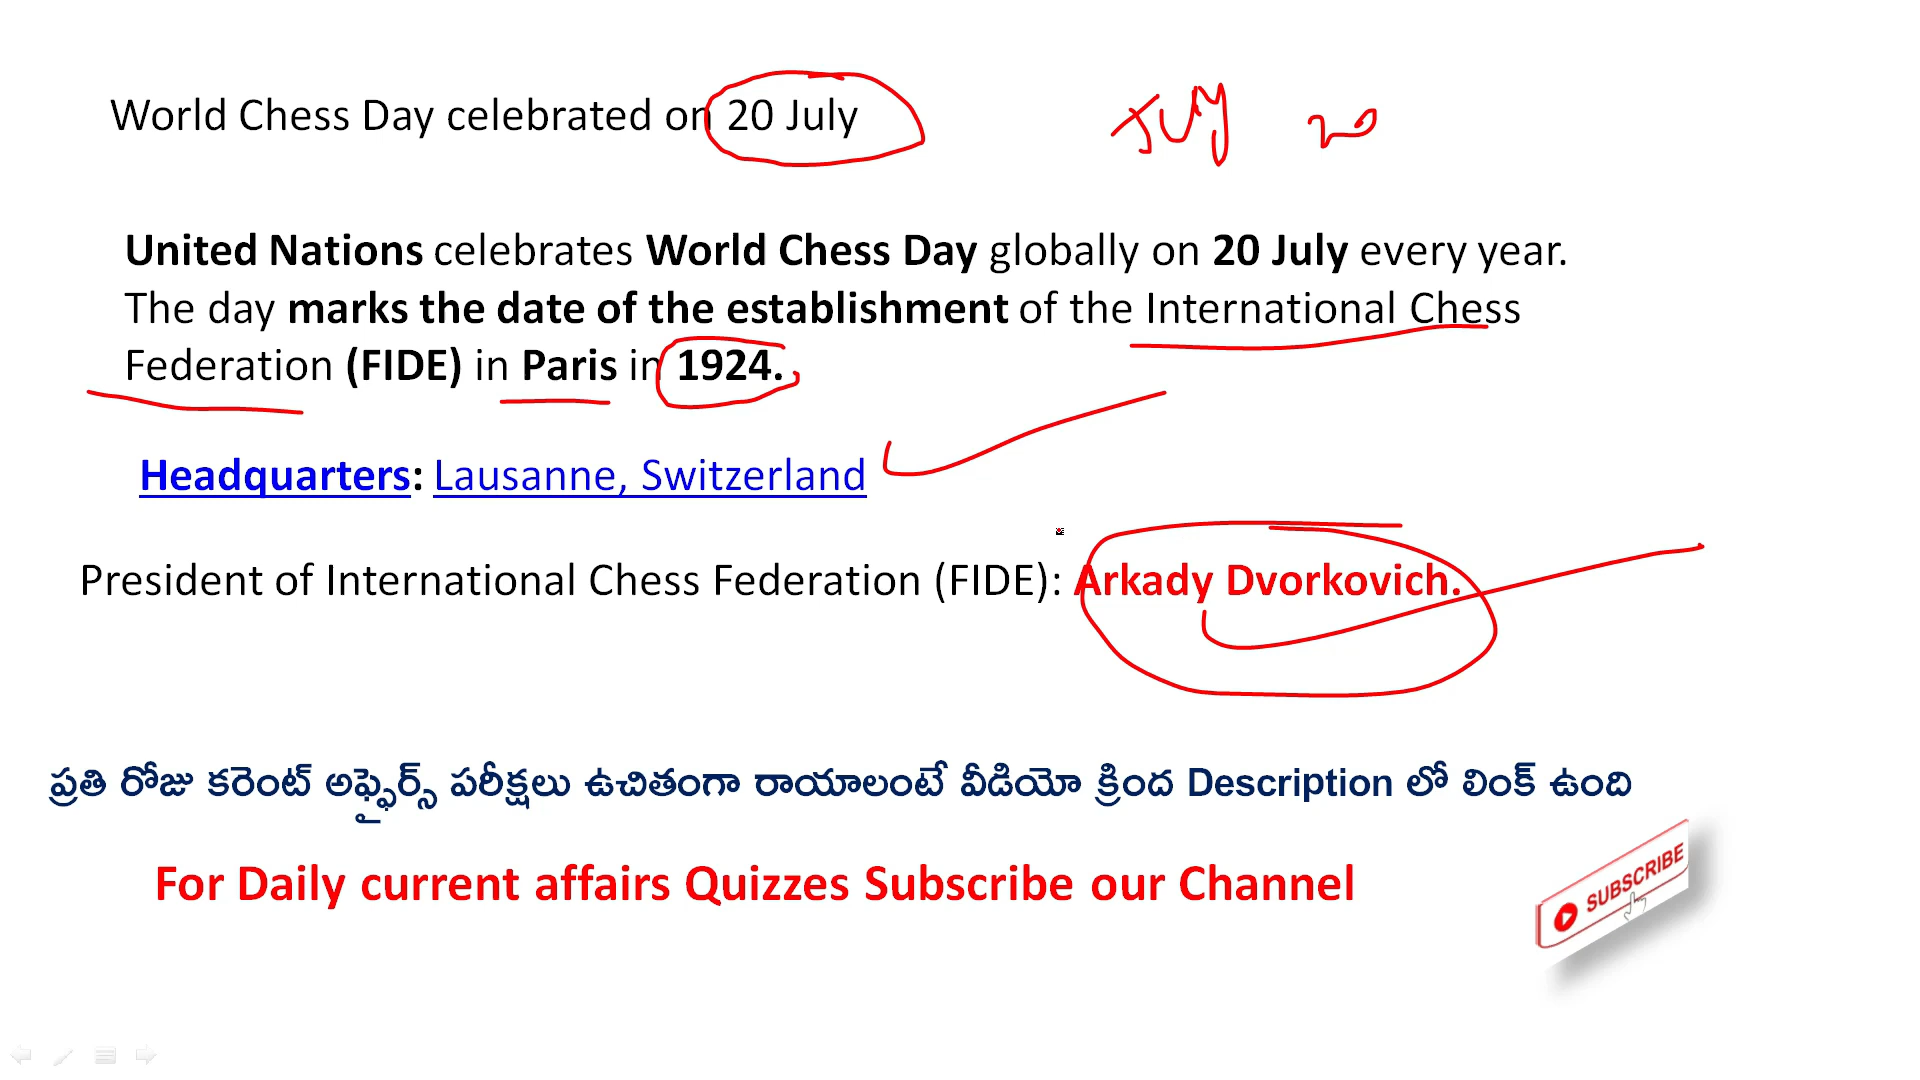 World Chess Day celebrated on 20 July
July 20
United Nations celebrates World Chess Day globally on 20 July every year.
The day marks the date of the establishment of the International Chess
Federation (FIDE) in Paris in 1924.
Headquarters: Lausanne, Switzerland
President of International Chess Federation (FIDE): Arkady Dvorkovich.
ప్రతి రోజు కరెంట్ అఫ్ఫైర్స్ పరీక్షలు ఉచితంగా రాయాలంటే వీడియో క్రింద Description లో లింక్ ఉంది
For Daily current affairs Quizzes Subscribe our Channel
SUBSCRIBE